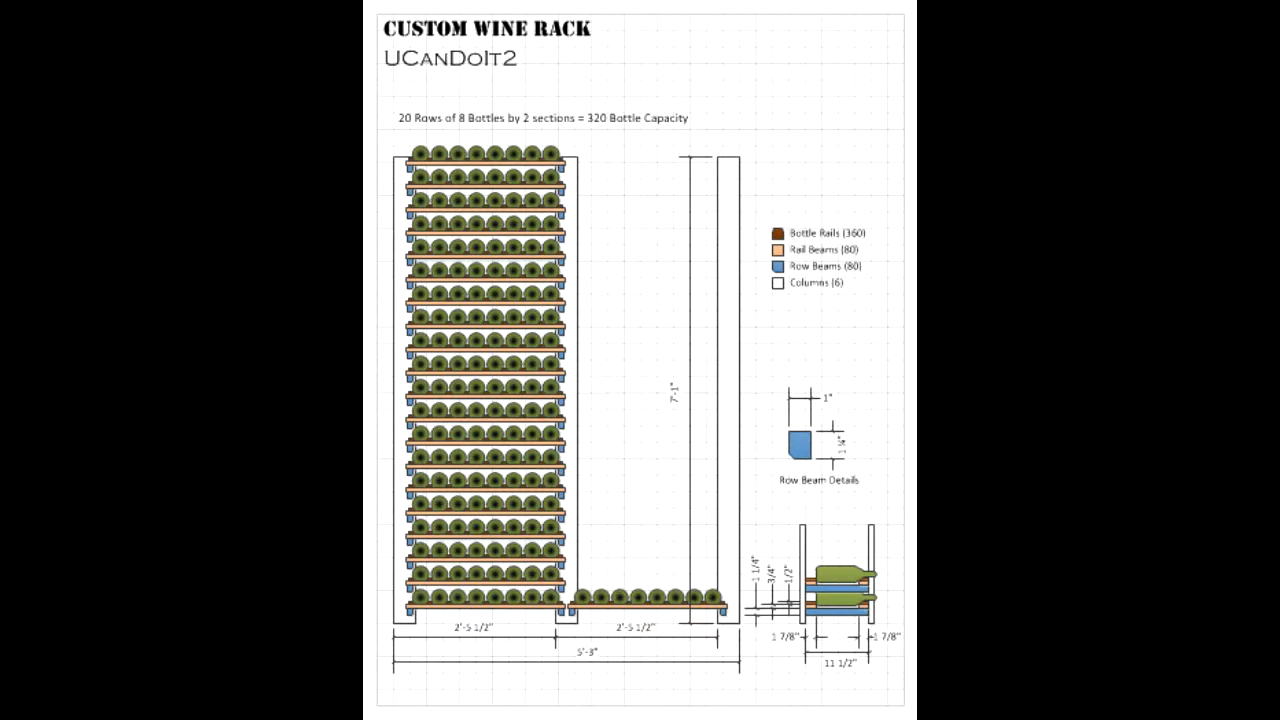 CUSTOM WINE RACK
UCANDOIT2
20 Rows of 8 Bottles by 2 sections = 320 Bottle Capacity
Bottle Rails (360)
Rail Beams (80)
Row Beams (80)
Columns (6)
7'-1"
1"
1 ¼"
Row Beam Details
1 1/4"
3/4"
1/2"
2'-5 1/2"
2'-5 1/2"
5'-3"
1 7/8"
1 7/8"
11 1/2"